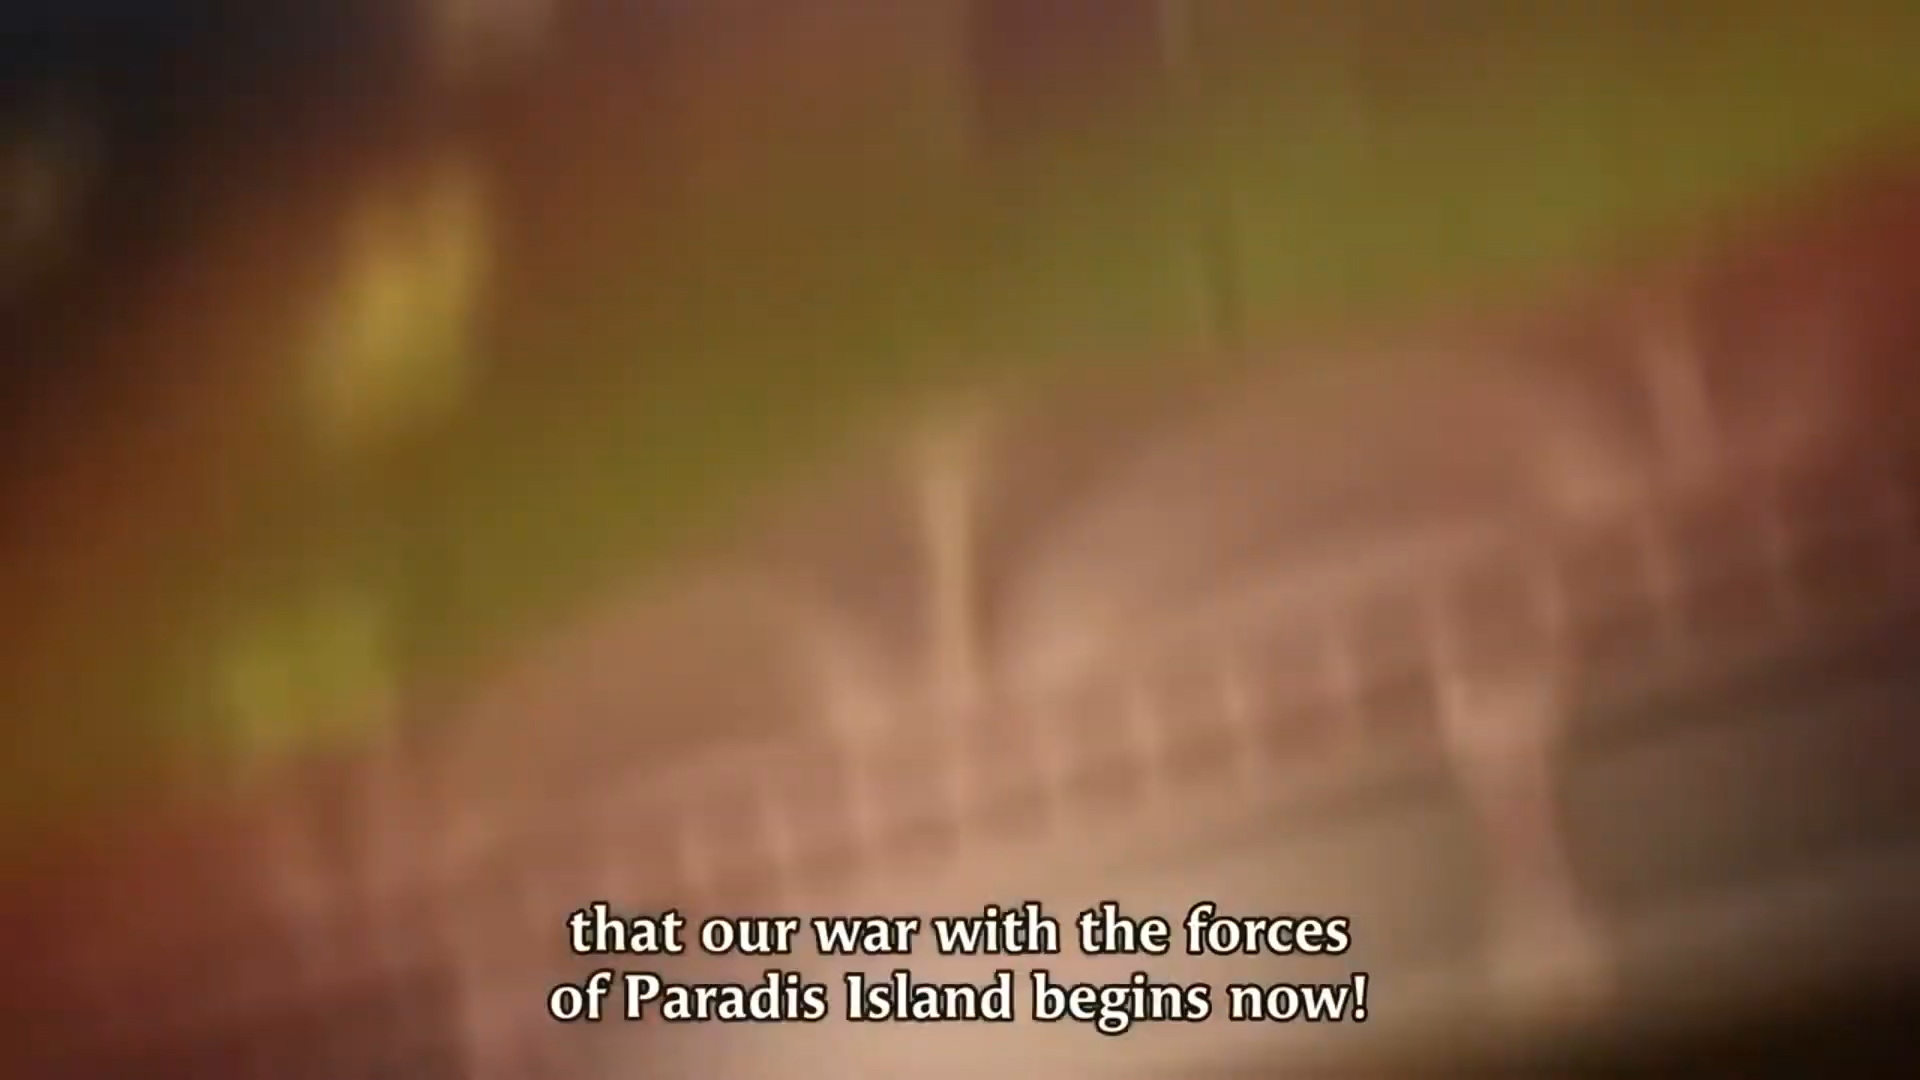 that our war with the forces
of Paradis Island begins now!